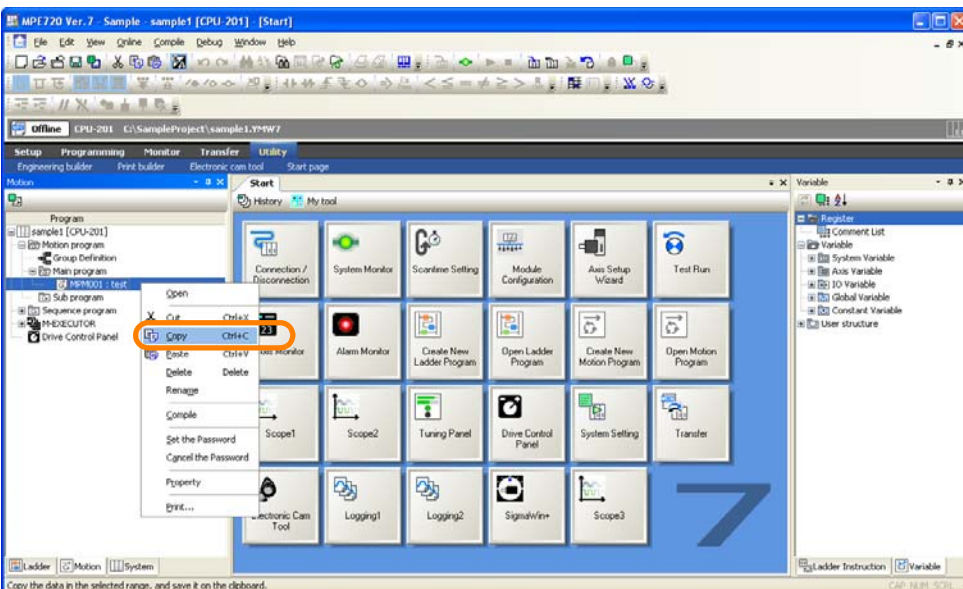 MPE720 Ver.7 - Sample - sample1 [CPU-201] - [Start]
File Edit View Online Compile Debug Window Help
Offline CPU-201 C:\SampleProject\sample1.YMW7
Setup Programming Monitor Transfer Utility
Engineering builder Print builder Electronic cam tool Start page
Motion
Program
sample1 [CPU-201]
Motion program
Group Definition
Main program
MPM001 : test
Sub program
Sequence program
M-EXECUTOR
Drive Control Panel
Open
Cut Ctrl+X
Copy Ctrl+C
Paste Ctrl+V
Delete Delete
Rename
Compile
Set the Password
Cancel the Password
Property
Print...
Start
History My tool
Connection / Disconnection
System Monitor
Scantime Setting
Module Configuration
Axis Setup Wizard
Test Run
Monitor
Alarm Monitor
Create New Ladder Program
Open Ladder Program
Create New Motion Program
Open Motion Program
Scope1
Scope2
Tuning Panel
Drive Control Panel
System Setting
Transfer
Electronic Cam Tool
Logging1
Logging2
SigmaWin+
Scope3
7
Variable
Register
Comment List
Variable
System Variable
Axis Variable
IO Variable
Global Variable
Constant Variable
User structure
Ladder Motion System
Ladder Instruction Variable
Copy the data in the selected range, and save it on the clipboard.
CAP NUM SCRL